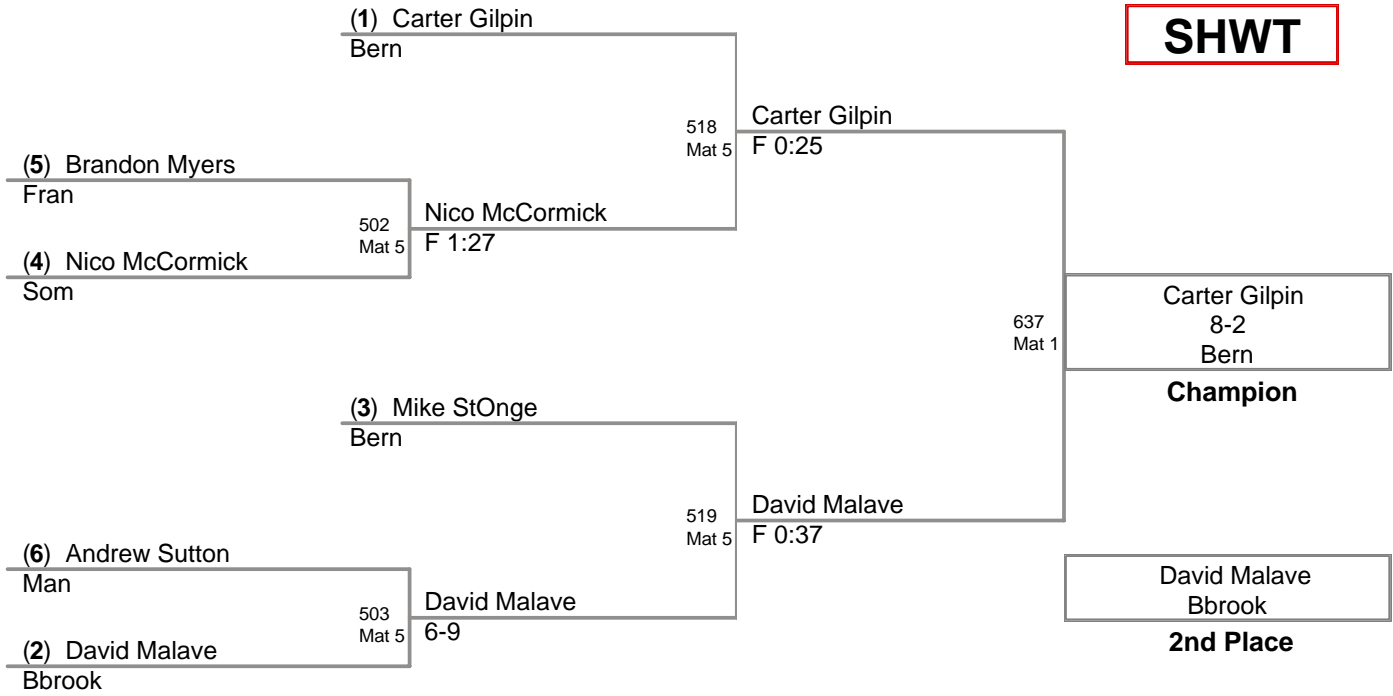 (1) Carter Gilpin
Bern
SHWT
518
Mat 5
Carter Gilpin
F 0:25
(5) Brandon Myers
Fran
502
Mat 5
Nico McCormick
F 1:27
(4) Nico McCormick
Som
637
Mat 1
Carter Gilpin
8-2
Bern
Champion
(3) Mike StOnge
Bern
519
Mat 5
David Malave
F 0:37
(6) Andrew Sutton
Man
503
Mat 5
David Malave
6-9
(2) David Malave
Bbrook
David Malave
Bbrook
2nd Place